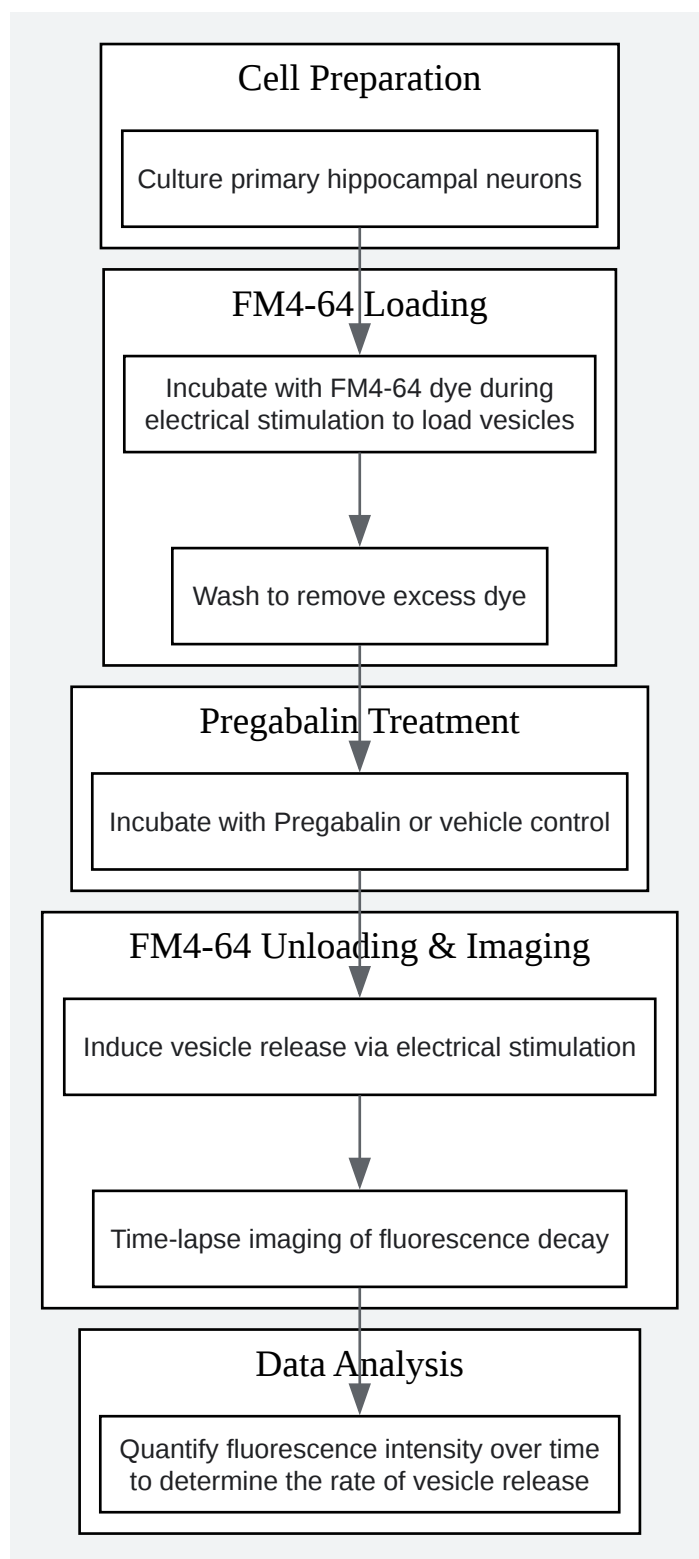 Cell Preparation
Culture primary hippocampal neurons
FM4-64 Loading
Incubate with FM4-64 dye during
electrical stimulation to load vesicles
Wash to remove excess dye
Pregabalin Treatment
Incubate with Pregabalin or vehicle control
FM4-64 Unloading & Imaging
Induce vesicle release via electrical stimulation
Time-lapse imaging of fluorescence decay
Data Analysis
Quantify fluorescence intensity over time
to determine the rate of vesicle release